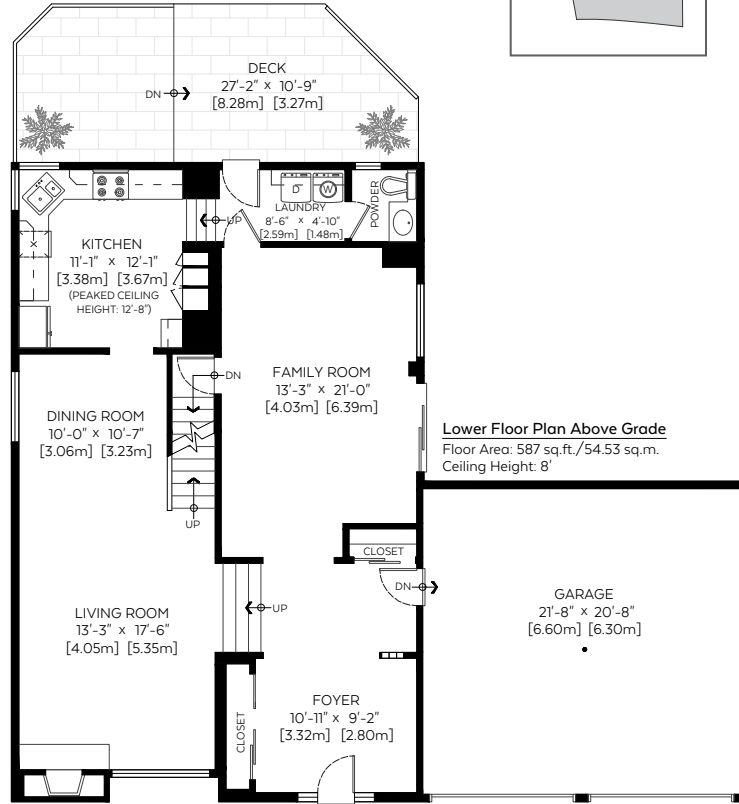 DECK
27'-2" x 10'-9"
[8.28m] [3.27m]
DN
D
W
LAUNDRY
8'-6" x 4'-10"
[2.59m] [1.48m]
POWDER
UP
KITCHEN
11'-1" x 12'-1"
[3.38m] [3.67m]
(PEAKED CEILING
HEIGHT: 12'-8")
X
FAMILY ROOM
13'-3" x 21'-0"
[4.03m] [6.39m]
DN
DINING ROOM
10'-0" x 10'-7"
[3.06m] [3.23m]
Lower Floor Plan Above Grade
Floor Area: 587 sq.ft./54.53 sq.m.
Ceiling Height: 8'
UP
CLOSET
DN
UP
GARAGE
21'-8" x 20'-8"
[6.60m] [6.30m]
LIVING ROOM
13'-3" x 17'-6"
[4.05m] [5.35m]
CLOSET
FOYER
10'-11" x 9'-2"
[3.32m] [2.80m]